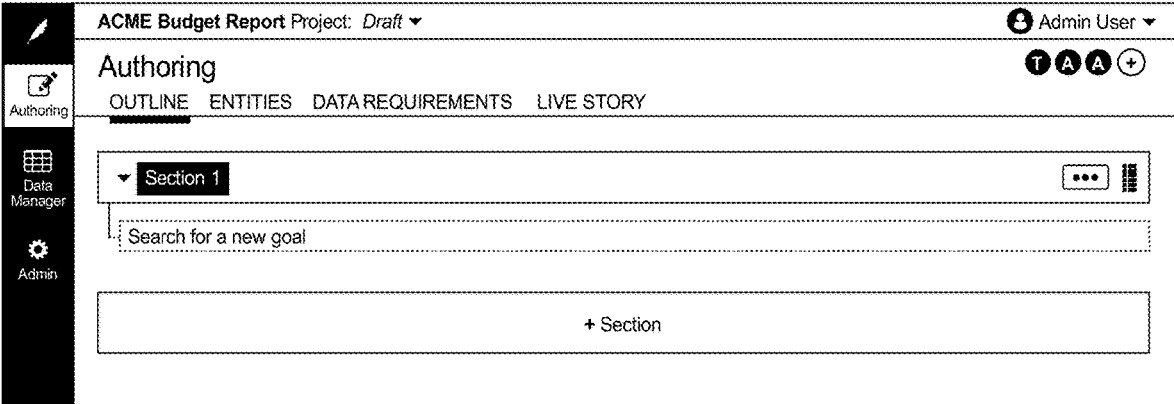 ACME Budget Report Project: Draft
Admin User
Authoring
T A A +
OUTLINE ENTITIES DATA REQUIREMENTS LIVE STORY
Authoring
Data
Manager
Admin
Section 1
•••
Search for a new goal
+ Section